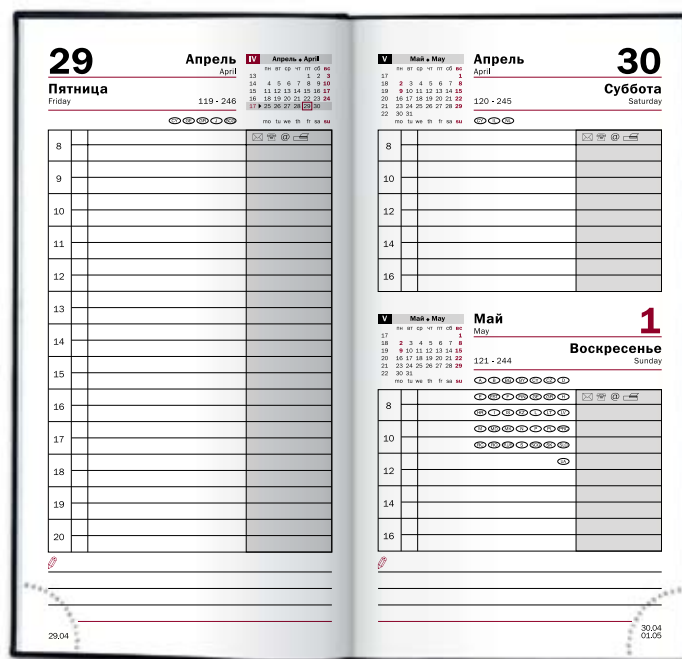 29
Апрель
April
Пятница
Friday
119 - 246
IV Апрель • April
пн вт ср чт пт сб вс
13 1 2 3
14 4 5 6 7 8 9 10
15 11 12 13 14 15 16 17
16 18 19 20 21 22 23 24
17 25 26 27 28 29 30
mo tu we th fr sa su
@
8
9
10
11
12
13
14
15
16
17
18
19
20
29.04
V Май • May
пн вт ср чт пт сб вс
17 1
18 2 3 4 5 6 7 8
19 9 10 11 12 13 14 15
20 16 17 18 19 20 21 22
21 23 24 25 26 27 28 29
22 30 31
mo tu we th fr sa su
Апрель
April
30
Суббота
Saturday
120 - 245
@
8
10
12
14
16
V Май • May
пн вт ср чт пт сб вс
17 1
18 2 3 4 5 6 7 8
19 9 10 11 12 13 14 15
20 16 17 18 19 20 21 22
21 23 24 25 26 27 28 29
22 30 31
mo tu we th fr sa su
Май
May
1
Воскресенье
Sunday
121 - 244
@
8
10
12
14
16
30.04
01.05